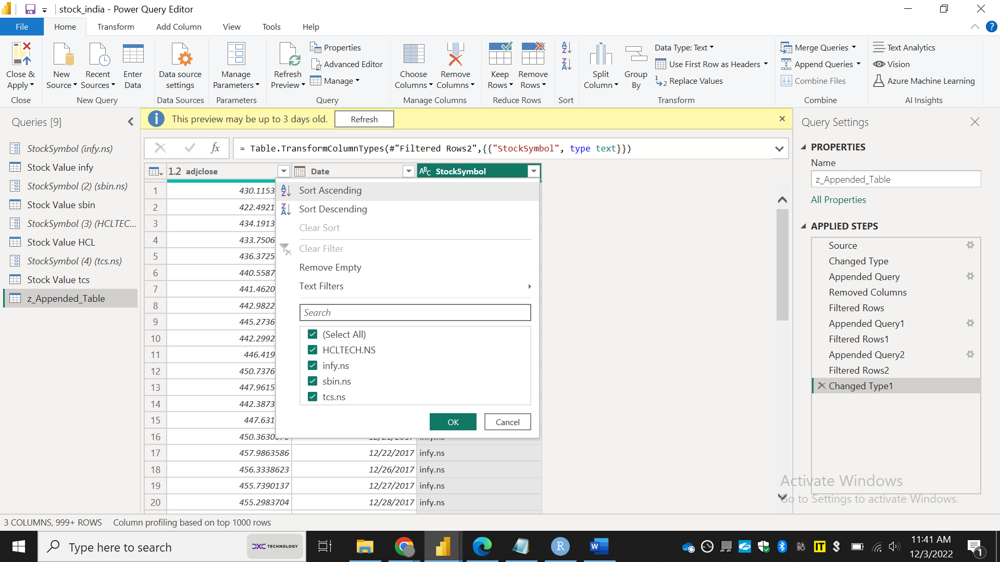 stock_india - Power Query Editor
File Home Transform Add Column View Tools Help
Close & Apply
Close
New Source
Recent Sources
Enter Data
New Query
Data source settings
Data Sources
Manage Parameters
Parameters
Refresh Preview
Properties
Advanced Editor
Manage
Query
Choose Columns
Remove Columns
Manage Columns
Keep Rows
Remove Rows
Reduce Rows
Sort
Split Column
Group By
Data Type: Text
Use First Row as Headers
Replace Values
Transform
Merge Queries
Append Queries
Combine Files
Combine
Text Analytics
Vision
Azure Machine Learning
AI Insights
Queries [9]
StockSymbol (infy.ns)
Stock Value infy
StockSymbol (2) (sbin.ns)
Stock Value sbin
StockSymbol (3) (HCLTEC...
Stock Value HCL
StockSymbol (4) (tcs.ns)
Stock Value tcs
z_Appended_Table
This preview may be up to 3 days old. Refresh
fx = Table.TransformColumnTypes(#"Filtered Rows2",{{"StockSymbol", type text}})
1.2 adjclose Date ABC StockSymbol
1 430.1153
2 422.4921
3 434.1913
4 433.7506
5 436.3725
6 440.5587
7 441.4620
8 442.9822
9 445.2736
10 442.2992
11 446.419
12 450.7376
13 447.9615
14 442.3873
15 447.631
16 450.3630
17 457.9863586 12/22/2017 infy.ns
18 456.3338623 12/26/2017 infy.ns
19 455.7390137 12/27/2017 infy.ns
20 455.2983704 12/28/2017 infy.ns
Sort Ascending
Sort Descending
Clear Sort
Clear Filter
Remove Empty
Text Filters
Search
(Select All)
HCLTECH.NS
infy.ns
sbin.ns
tcs.ns
OK Cancel
Query Settings
PROPERTIES
Name
z_Appended_Table
All Properties
APPLIED STEPS
Source
Changed Type
Appended Query
Removed Columns
Filtered Rows
Appended Query1
Filtered Rows1
Appended Query2
Filtered Rows2
Changed Type1
Activate Windows
Go to Settings to activate Windows.
3 COLUMNS, 999+ ROWS Column profiling based on top 1000 rows
Type here to search
DXC TECHNOLOGY
11:41 AM
12/3/2022
1